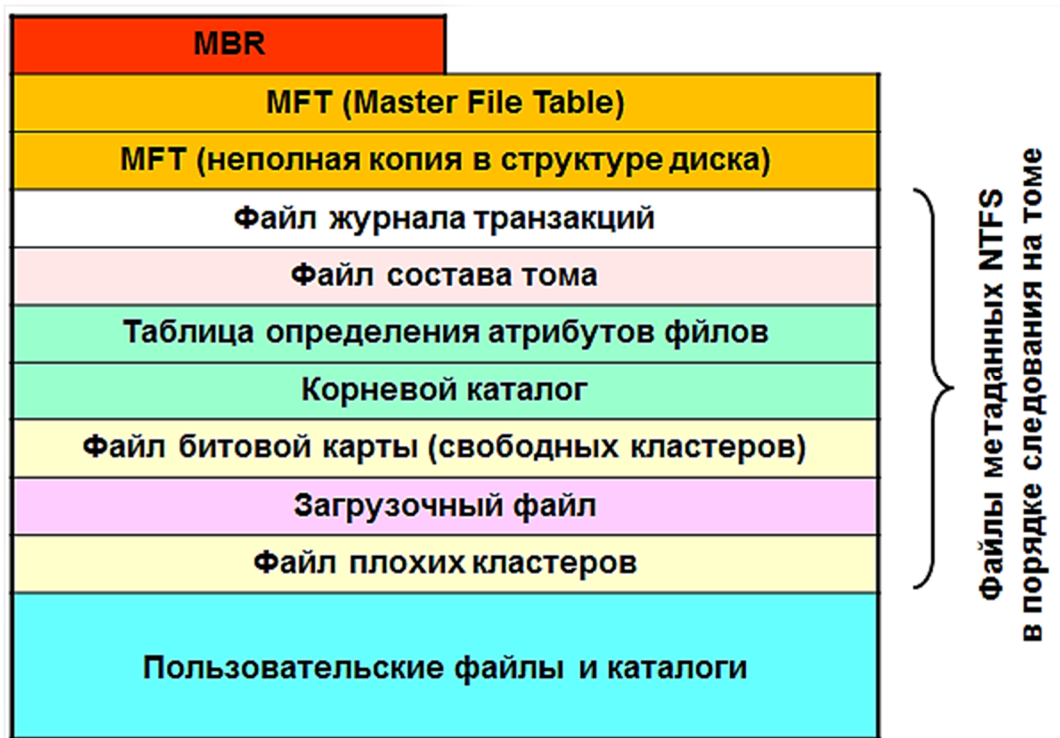 MBR
MFT (Master File Table)
MFT (неполная копия в структуре диска)
Файл журнала транзакций
Файл состава тома
Таблица определения атрибутов фйлов
Корневой каталог
Файл битовой карты (свободных кластеров)
Загрузочный файл
Файл плохих кластеров
Пользовательские файлы и каталоги
Файлы метаданных NTFS
в порядке следования на томе